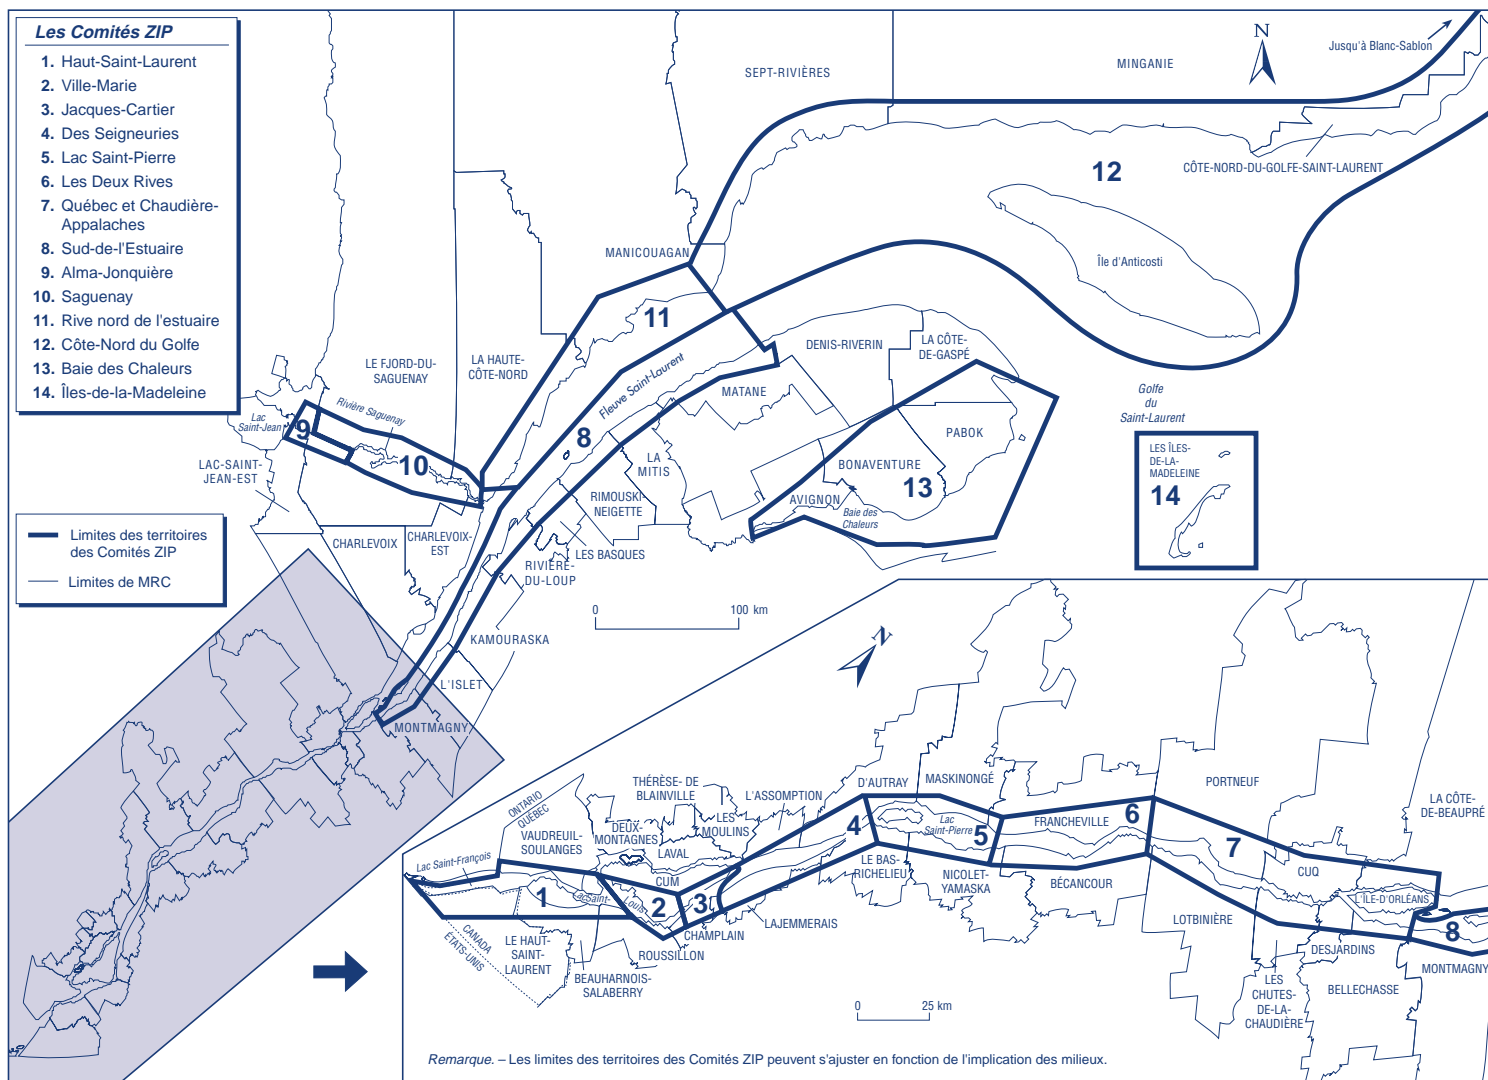 Les Comités ZIP
1. Haut-Saint-Laurent
2. Ville-Marie
3. Jacques-Cartier
4. Des Seigneuries
5. Lac Saint-Pierre
6. Les Deux Rives
7. Québec et Chaudière-
Appalaches
8. Sud-de-l'Estuaire
9. Alma-Jonquière
10. Saguenay
11. Rive nord de l'estuaire
12. Côte-Nord du Golfe
13. Baie des Chaleurs
14. Îles-de-la-Madeleine
Limites des territoires
des Comités ZIP
Limites de MRC
N
Jusqu'à Blanc-Sablon
SEPT-RIVIÈRES
MINGANIE
CÔTE-NORD-DU-GOLFE-SAINT-LAURENT
12
Île d'Anticosti
MANICOUAGAN
11
LE FJORD-DU-
SAGUENAY
LA HAUTE-
CÔTE-NORD
Rivière Saguenay
Lac
Saint-Jean
9
10
LAC-SAINT-
JEAN-EST
CHARLEVOIX
CHARLEVOIX-
EST
Fleuve Saint-Laurent
8
DENIS-RIVERIN
LA CÔTE-
DE-GASPÉ
MATANE
LA
MITIS
RIMOUSKI-
NEIGETTE
LES BASQUES
RIVIÈRE-
DU-LOUP
KAMOURASKA
L'ISLET
MONTMAGNY
PABOK
BONAVENTURE
13
AVIGNON
Baie des
Chaleurs
Golfe
du
Saint-Laurent
LES ÎLES-
DE-LA-
MADELEINE
14
0 100 km
N
ONTARIO
QUÉBEC
VAUDREUIL-
SOULANGES
DEUX-
MONTAGNES
THÉRÈSE- DE
BLAINVILLE
LES
MOULINS
L'ASSOMPTION
LAVAL
CUM
D'AUTRAY
MASKINONGÉ
Lac
Saint-Pierre
FRANCHEVILLE
PORTNEUF
LA CÔTE-
DE-BEAUPRÉ
Lac Saint-François
Lac Saint-
Louis
1
2
3
4
5
6
7
8
CANADA
ÉTATS-UNIS
LE HAUT-
SAINT-
LAURENT
BEAUHARNOIS-
SALABERRY
ROUSSILLON
CHAMPLAIN
LAJEMMERAIS
LE BAS-
RICHELIEU
NICOLET-
YAMASKA
BÉCANCOUR
LOTBINIÈRE
CUQ
L'ÎLE-D'ORLÉANS
DESJARDINS
LES
CHUTES-
DE-LA-
CHAUDIÈRE
BELLECHASSE
MONTMAGNY
0 25 km
Remarque. – Les limites des territoires des Comités ZIP peuvent s'ajuster en fonction de l'implication des milieux.